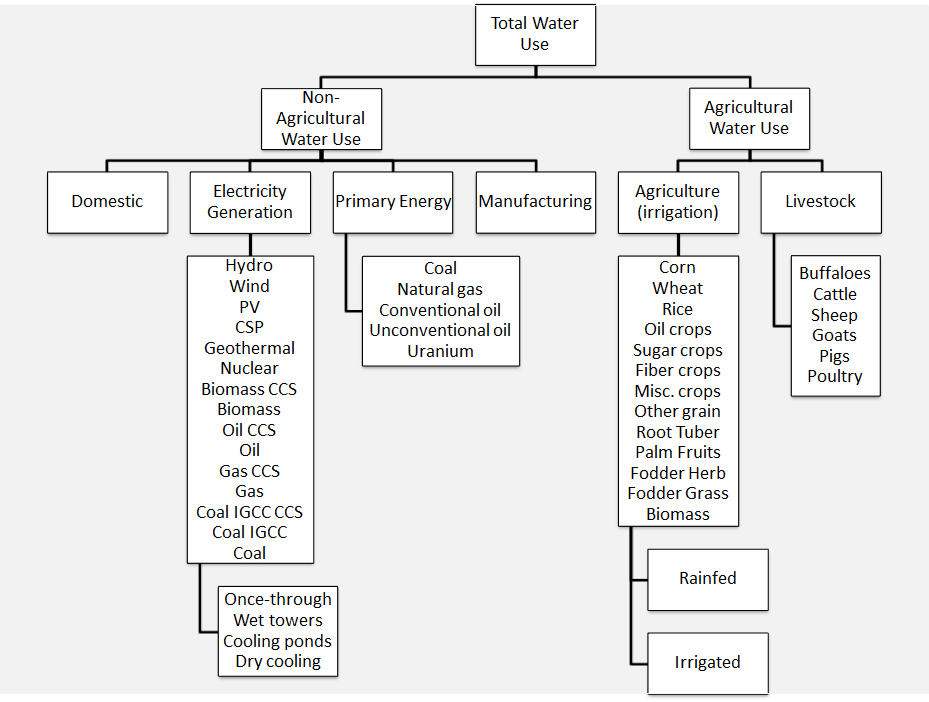 Total Water
Use
Non-
Agricultural
Water Use
Agricultural
Water Use
Domestic
Electricity
Generation
Primary Energy
Manufacturing
Agriculture
(irrigation)
Livestock
Hydro
Wind
PV
CSP
Geothermal
Nuclear
Biomass CCS
Biomass
Oil CCS
Oil
Gas CCS
Gas
Coal IGCC CCS
Coal IGCC
Coal
Coal
Natural gas
Conventional oil
Unconventional oil
Uranium
Corn
Wheat
Rice
Oil crops
Sugar crops
Fiber crops
Misc. crops
Other grain
Root Tuber
Palm Fruits
Fodder Herb
Fodder Grass
Biomass
Buffaloes
Cattle
Sheep
Goats
Pigs
Poultry
Once-through
Wet towers
Cooling ponds
Dry cooling
Rainfed
Irrigated